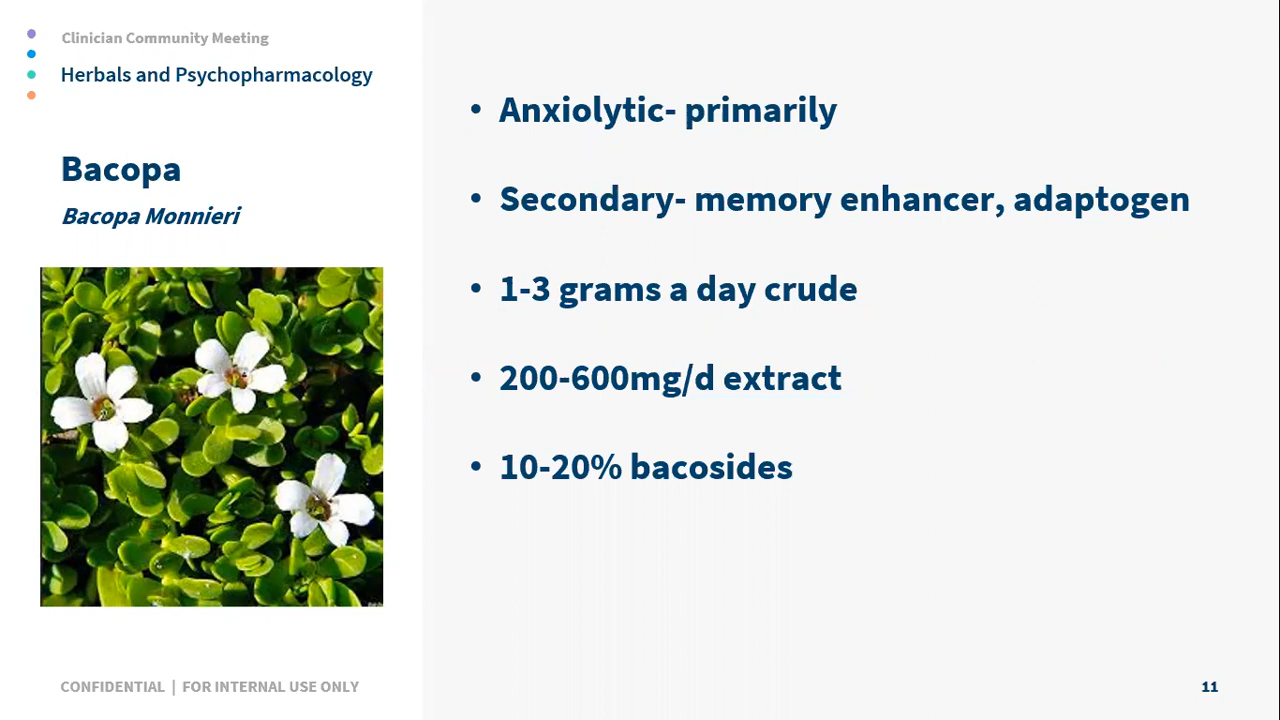 Clinician Community Meeting
Herbals and Psychopharmacology
Bacopa
Bacopa Monnieri
• Anxiolytic- primarily
• Secondary- memory enhancer, adaptogen
• 1-3 grams a day crude
• 200-600mg/d extract
• 10-20% bacosides
CONFIDENTIAL | FOR INTERNAL USE ONLY
11